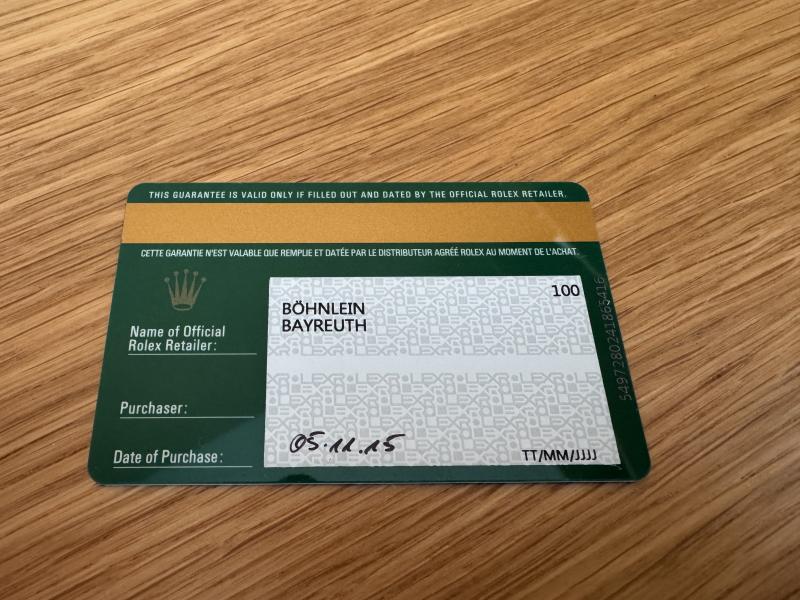 THIS GUARANTEE IS VALID ONLY IF FILLED OUT AND DATED BY THE OFFICIAL ROLEX RETAILER.
CETTE GARANTIE N'EST VALABLE QUE REMPLIE ET DATÉE PAR LE DISTRIBUTEUR AGRÉÉ ROLEX AU MOMENT DE L'ACHAT.
100
BÖHNLEIN
BAYREUTH
Name of Official
Rolex Retailer:
Purchaser:
Date of Purchase:
05.11.15
TT/MM/JJJJ
5497280241865416